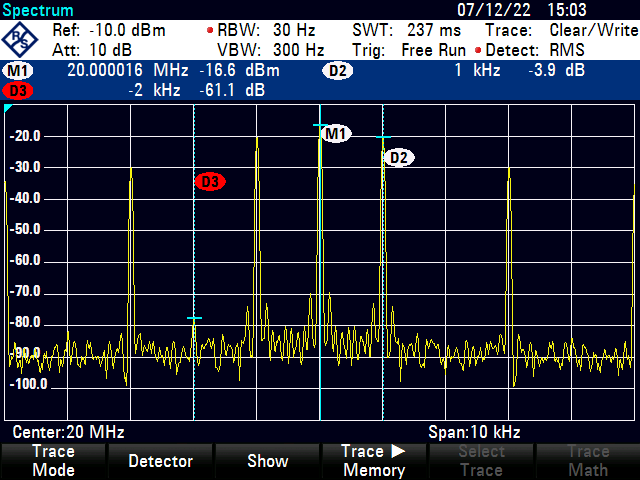 Spectrum 07/12/22 15:03
R&S Ref: -10.0 dBm RBW: 30 Hz SWT: 237 ms Trace: Clear/Write
Att: 10 dB VBW: 300 Hz Trig: Free Run Detect: RMS
M1 20.000016 MHz -16.6 dBm D2 1 kHz -3.9 dB
D3 -2 kHz -61.1 dB
-20.0
M1
-30.0
D2
D3
-40.0
-50.0
-60.0
-70.0
-80.0
-90.0
-100.0
Center:20 MHz Span:10 kHz
Trace Mode Detector Show Trace ▶ Memory Select Trace Trace Math